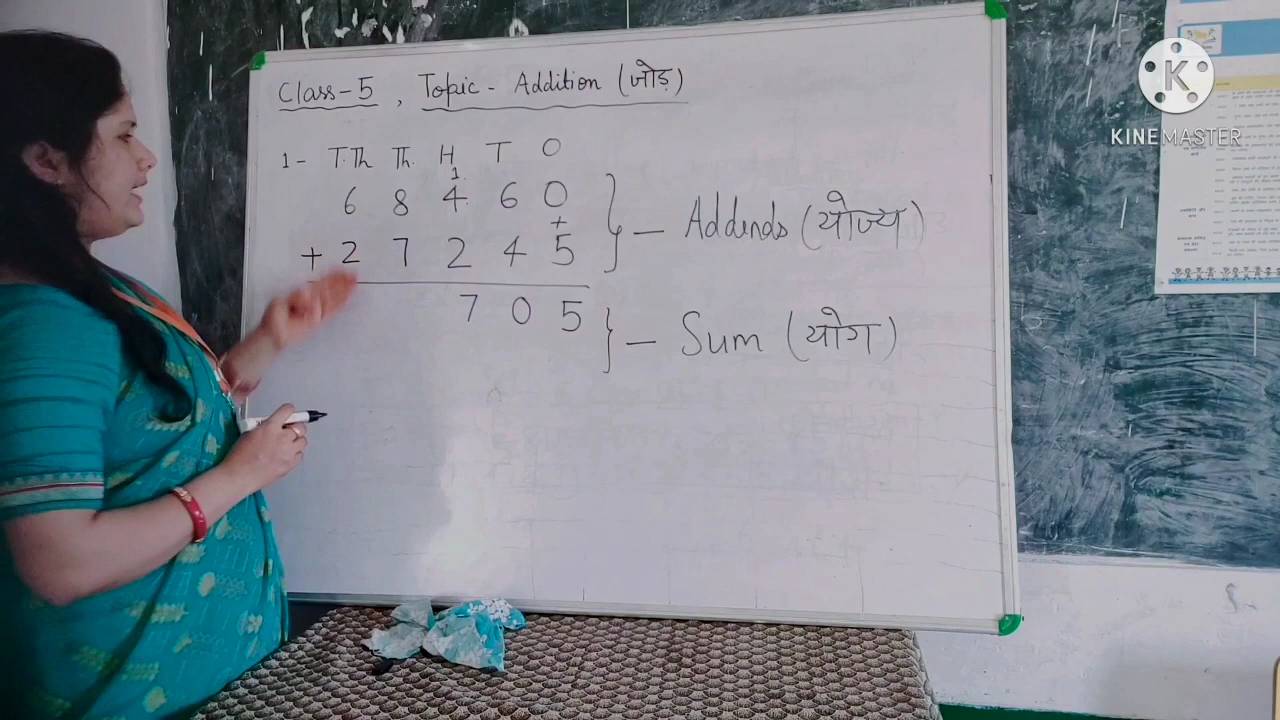 Class-5, Topic - Addition (जोड़)
1- T.Th Th. H T O
1
6 8 4 6 0
+
+ 2 7 2 4 5
7 0 5
} - Addends (योज्य)
} - Sum (योग)
K
KINEMASTER